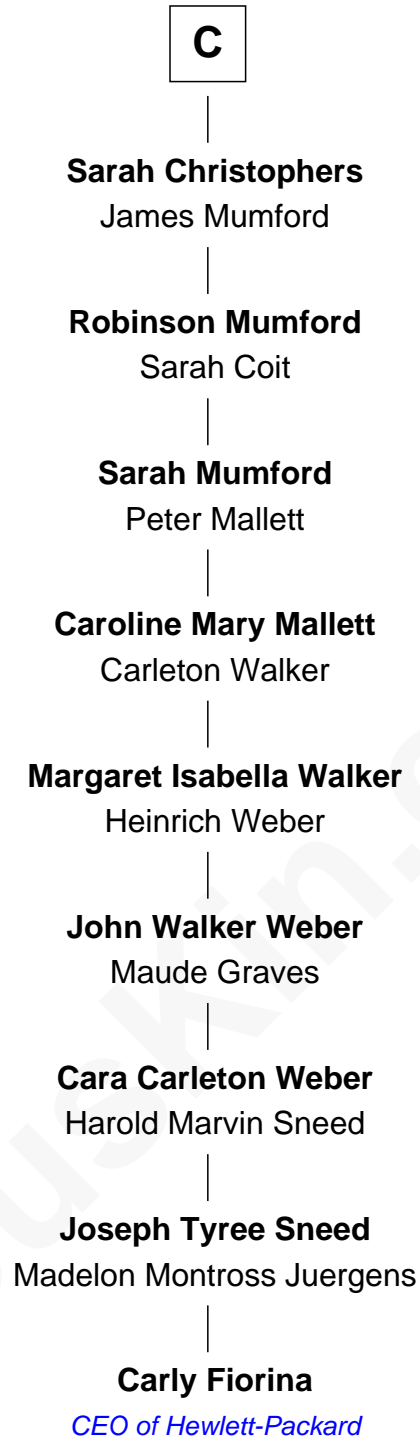 C
Sarah Christophers
James Mumford
Robinson Mumford
Sarah Coit
Sarah Mumford
Peter Mallett
Caroline Mary Mallett
Carleton Walker
Margaret Isabella Walker
Heinrich Weber
John Walker Weber
Maude Graves
Cara Carleton Weber
Harold Marvin Sneed
Joseph Tyree Sneed
Madelon Montross Juergens
Carly Fiorina
CEO of Hewlett-Packard